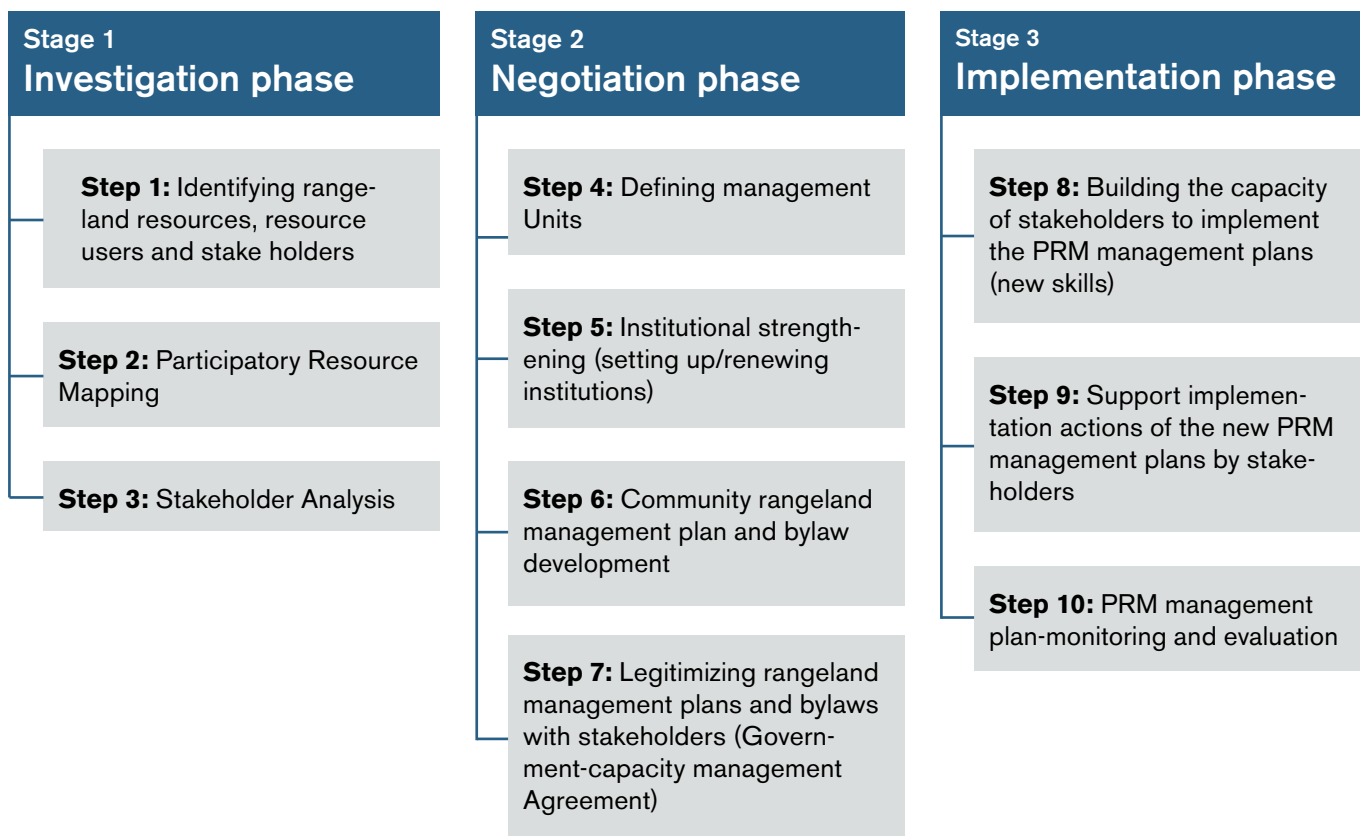 Stage 1
Investigation phase
Step 1: Identifying range-
land resources, resource
users and stake holders
Step 2: Participatory Resource
Mapping
Step 3: Stakeholder Analysis
Stage 2
Negotiation phase
Step 4: Defining management
Units
Step 5: Institutional strength-
ening (setting up/renewing
institutions)
Step 6: Community rangeland
management plan and bylaw
development
Step 7: Legitimizing rangeland
management plans and bylaws
with stakeholders (Govern-
ment-capacity management
Agreement)
Stage 3
Implementation phase
Step 8: Building the capacity
of stakeholders to implement
the PRM management plans
(new skills)
Step 9: Support implemen-
tation actions of the new PRM
management plans by stake-
holders
Step 10: PRM management
plan-monitoring and evaluation